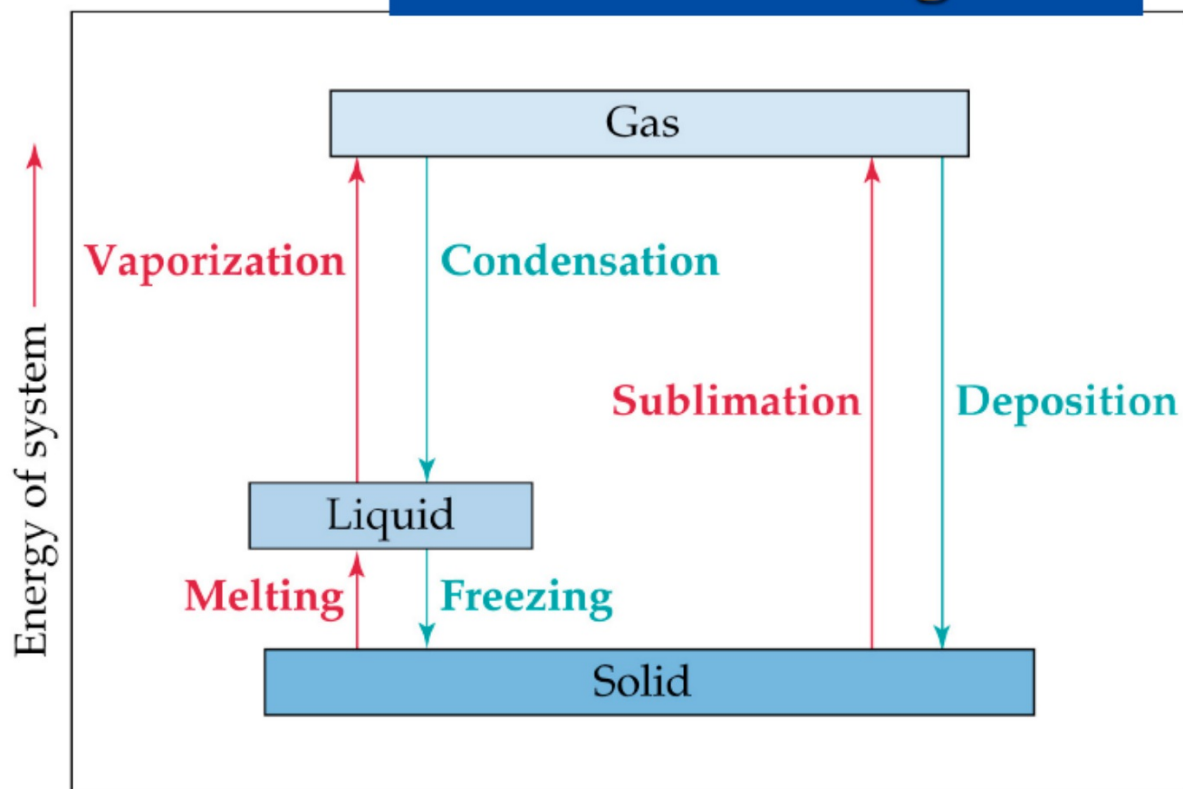 Gas
Vaporization
Condensation
Sublimation
Deposition
Energy of system
Liquid
Melting
Freezing
Solid